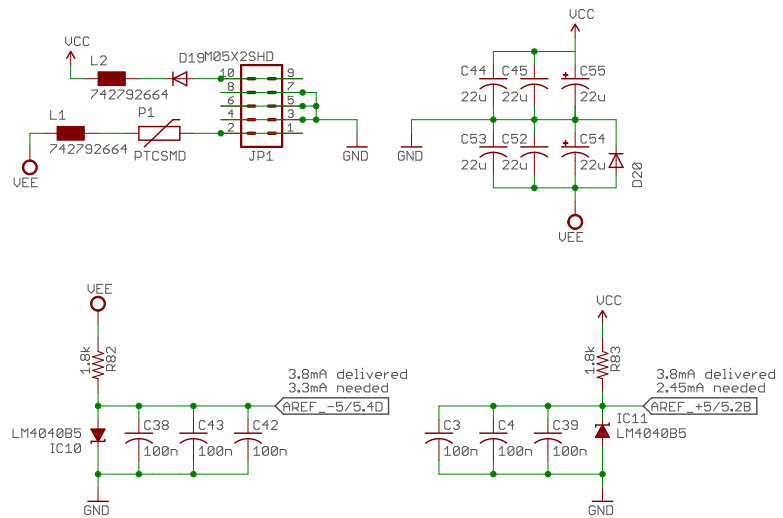 VCC
L2
742792664
D19
M05X2SHD
10 9
8 7
6 5
4 3
2 1
JP1
L1
742792664
P1
PTCSMD
VEE
GND
VCC
C44 C45 C55
22u 22u 22u
GND
C53 C52 C54
22u 22u 22u
D20
VEE
VEE
1.8k
R82
3.8mA delivered
3.3mA needed
AREF_-5/5.4D
LM4040B5
IC10
C38 C43 C42
100n 100n 100n
GND
VCC
1.8k
R83
3.8mA delivered
2.45mA needed
AREF_+5/5.2B
C3 C4 C39
100n 100n 100n
IC11
LM4040B5
GND